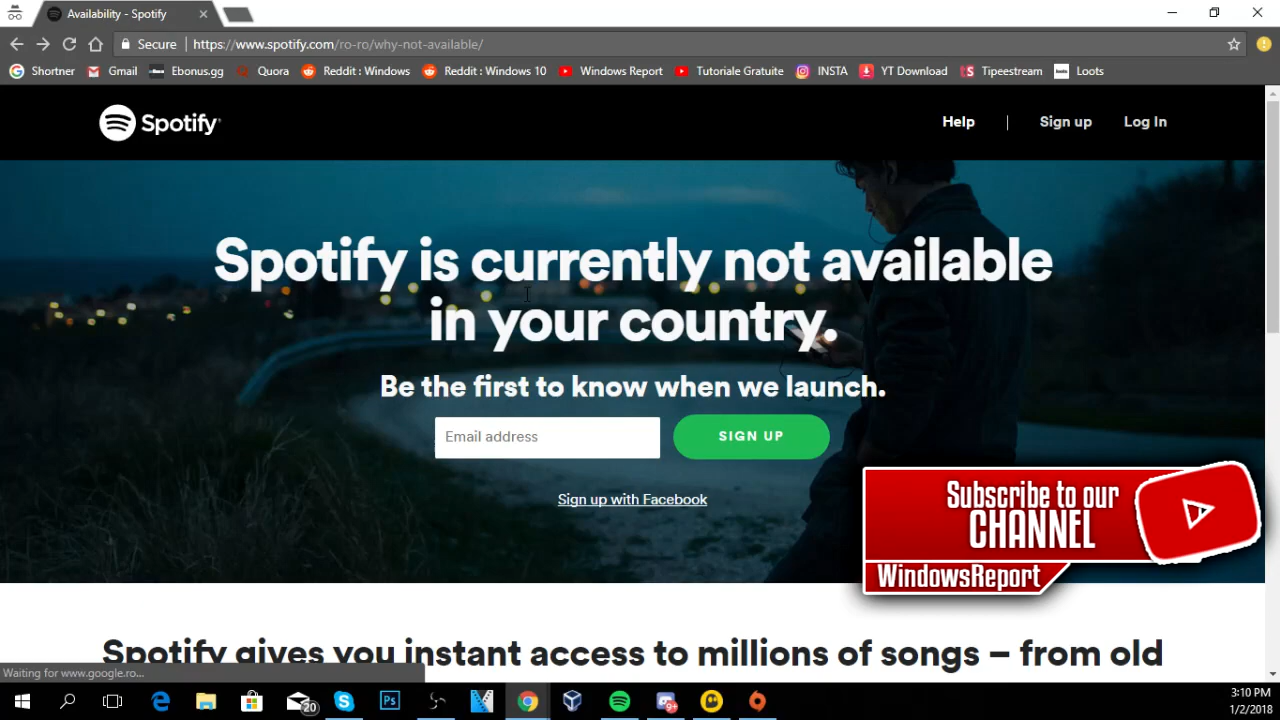 Availability - Spotify
Secure
https://www.spotify.com/ro-ro/why-not-available/
Shortner
Gmail
Ebonus.gg
Quora
Reddit : Windows
Reddit : Windows 10
Windows Report
Tutoriale Gratuite
INSTA
YT Download
Tipeestream
Loots
Spotify
Help
Sign up
Log In
Spotify is currently not available
in your country.
Be the first to know when we launch.
Email address
SIGN UP
Sign up with Facebook
Subscribe to our
CHANNEL
WindowsReport
Spotify gives you instant access to millions of songs – from old
Waiting for www.google.ro...
20
3:10 PM
1/2/2018